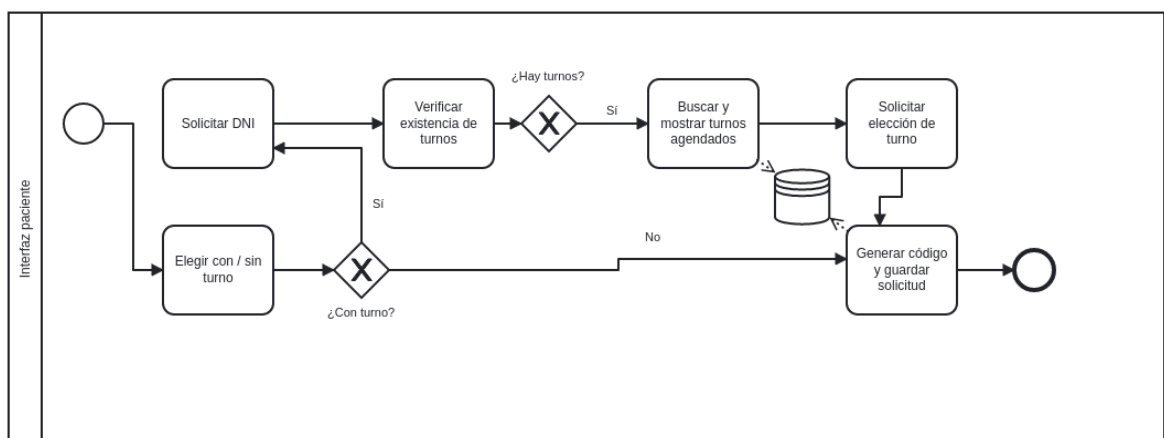 Interfaz paciente
Solicitar DNI
Verificar
existencia de
turnos
¿Hay turnos?
Sí
Buscar y
mostrar turnos
agendados
Solicitar
elección de
turno
Elegir con / sin
turno
Sí
¿Con turno?
No
Generar código
y guardar
solicitud